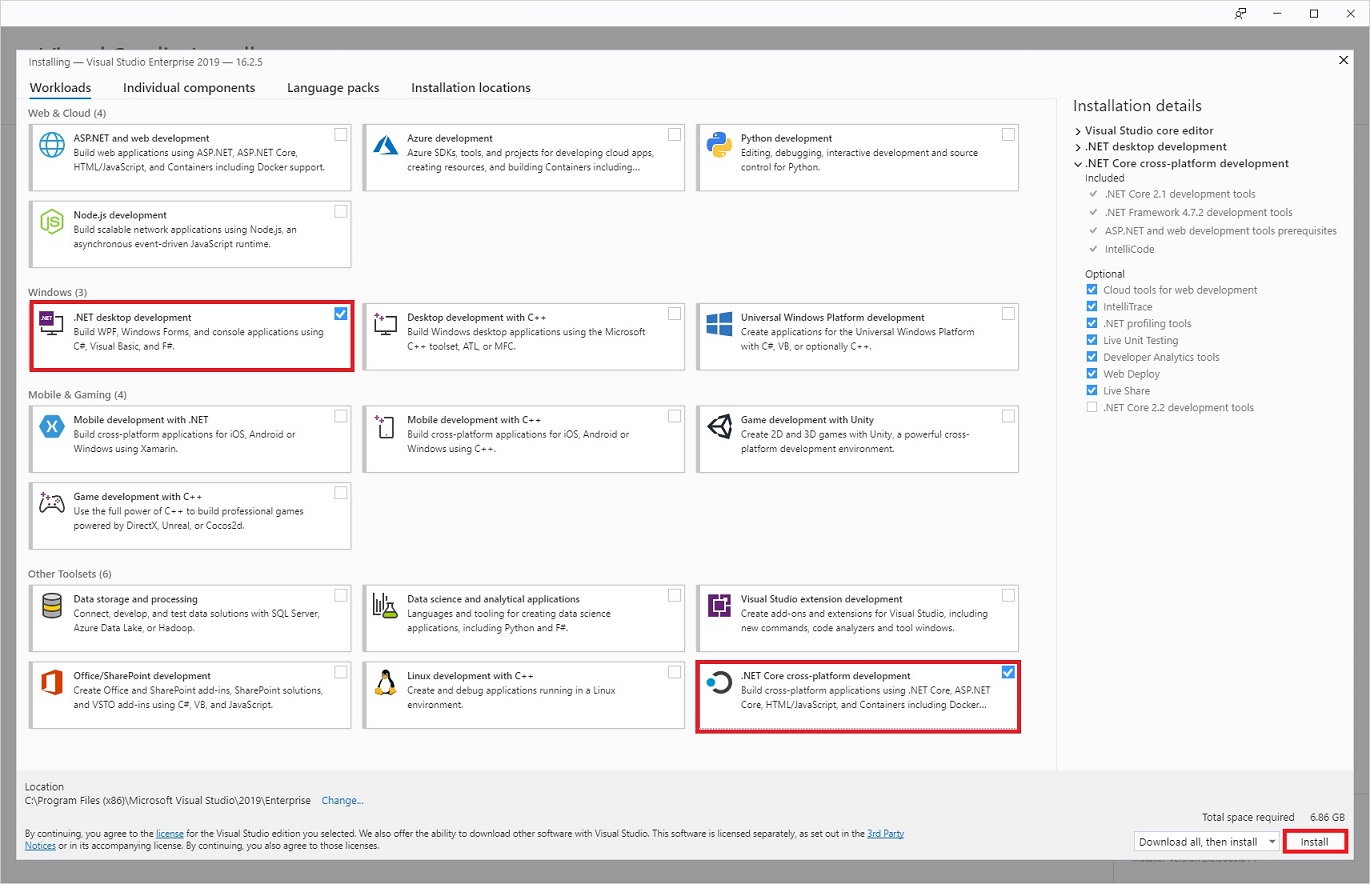 Installing — Visual Studio Enterprise 2019 — 16.2.5
Workloads
Individual components
Language packs
Installation locations
Web & Cloud (4)
ASP.NET and web development
Build web applications using ASP.NET, ASP.NET Core,
HTML/JavaScript, and Containers including Docker support.
Azure development
Azure SDKs, tools, and projects for developing cloud apps,
creating resources, and building Containers including...
Python development
Editing, debugging, interactive development and source
control for Python.
Node.js development
Build scalable network applications using Node.js, an
asynchronous event-driven JavaScript runtime.
Windows (3)
.NET desktop development
Build WPF, Windows Forms, and console applications using
C#, Visual Basic, and F#.
Desktop development with C++
Build Windows desktop applications using the Microsoft
C++ toolset, ATL, or MFC.
Universal Windows Platform development
Create applications for the Universal Windows Platform
with C#, VB, or optionally C++.
Mobile & Gaming (4)
Mobile development with .NET
Build cross-platform applications for iOS, Android or
Windows using Xamarin.
Mobile development with C++
Build cross-platform applications for iOS, Android or
Windows using C++.
Game development with Unity
Create 2D and 3D games with Unity, a powerful cross-
platform development environment.
Game development with C++
Use the full power of C++ to build professional games
powered by DirectX, Unreal, or Cocos2d.
Other Toolsets (6)
Data storage and processing
Connect, develop, and test data solutions with SQL Server,
Azure Data Lake, or Hadoop.
Data science and analytical applications
Languages and tooling for creating data science
applications, including Python and F#.
Visual Studio extension development
Create add-ons and extensions for Visual Studio, including
new commands, code analyzers and tool windows.
Office/SharePoint development
Create Office and SharePoint add-ins, SharePoint solutions,
and VSTO add-ins using C#, VB, and JavaScript.
Linux development with C++
Create and debug applications running in a Linux
environment.
.NET Core cross-platform development
Build cross-platform applications using .NET Core, ASP.NET
Core, HTML/JavaScript, and Containers including Docker...
Installation details
Visual Studio core editor
.NET desktop development
.NET Core cross-platform development
Included
.NET Core 2.1 development tools
.NET Framework 4.7.2 development tools
ASP.NET and web development tools prerequisites
IntelliCode
Optional
Cloud tools for web development
IntelliTrace
.NET profiling tools
Live Unit Testing
Developer Analytics tools
Web Deploy
Live Share
.NET Core 2.2 development tools
Location
C:\Program Files (x86)\Microsoft Visual Studio\2019\Enterprise Change...
By continuing, you agree to the license for the Visual Studio edition you selected. We also offer the ability to download other software with Visual Studio. This software is licensed separately, as set out in the 3rd Party
Notices or in its accompanying license. By continuing, you also agree to those licenses.
Total space required 6.86 GB
Download all, then install
Install